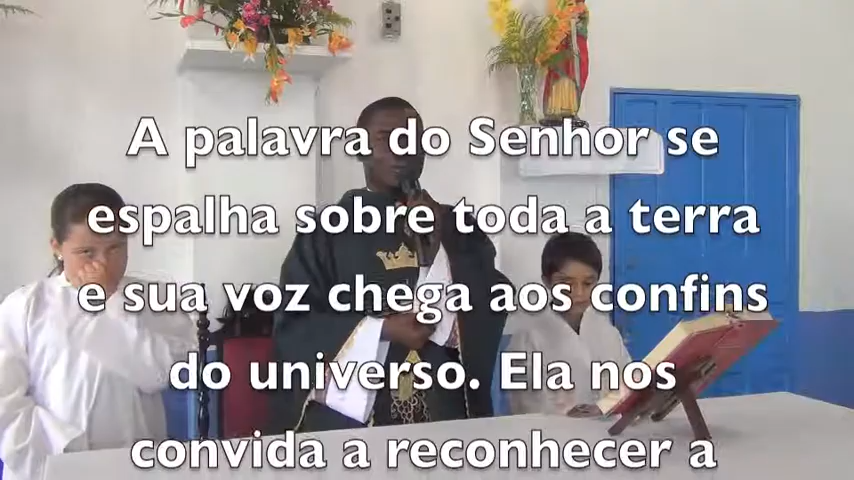 A palavra do Senhor se
espalha sobre toda a terra
e sua voz chega aos confins
do universo. Ela nos
convida a reconhecer a